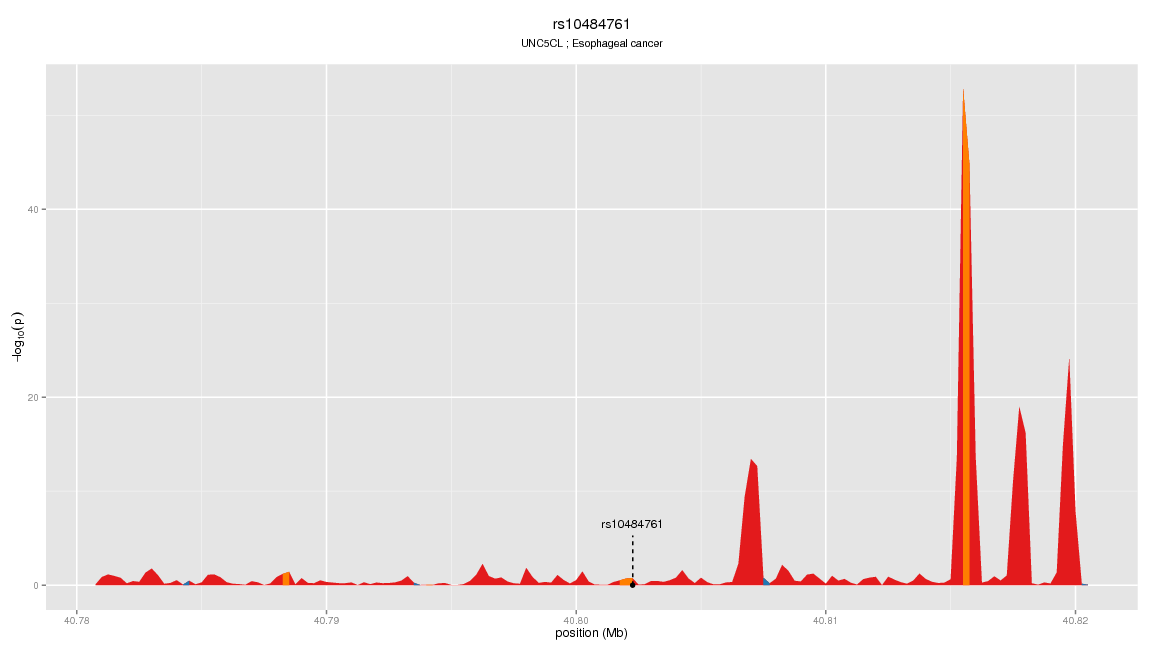 rs10484761
UNC5CL ; Esophageal cancer
−log10(p)
40
20
0
rs10484761
40.78
40.79
40.80
40.81
40.82
position (Mb)